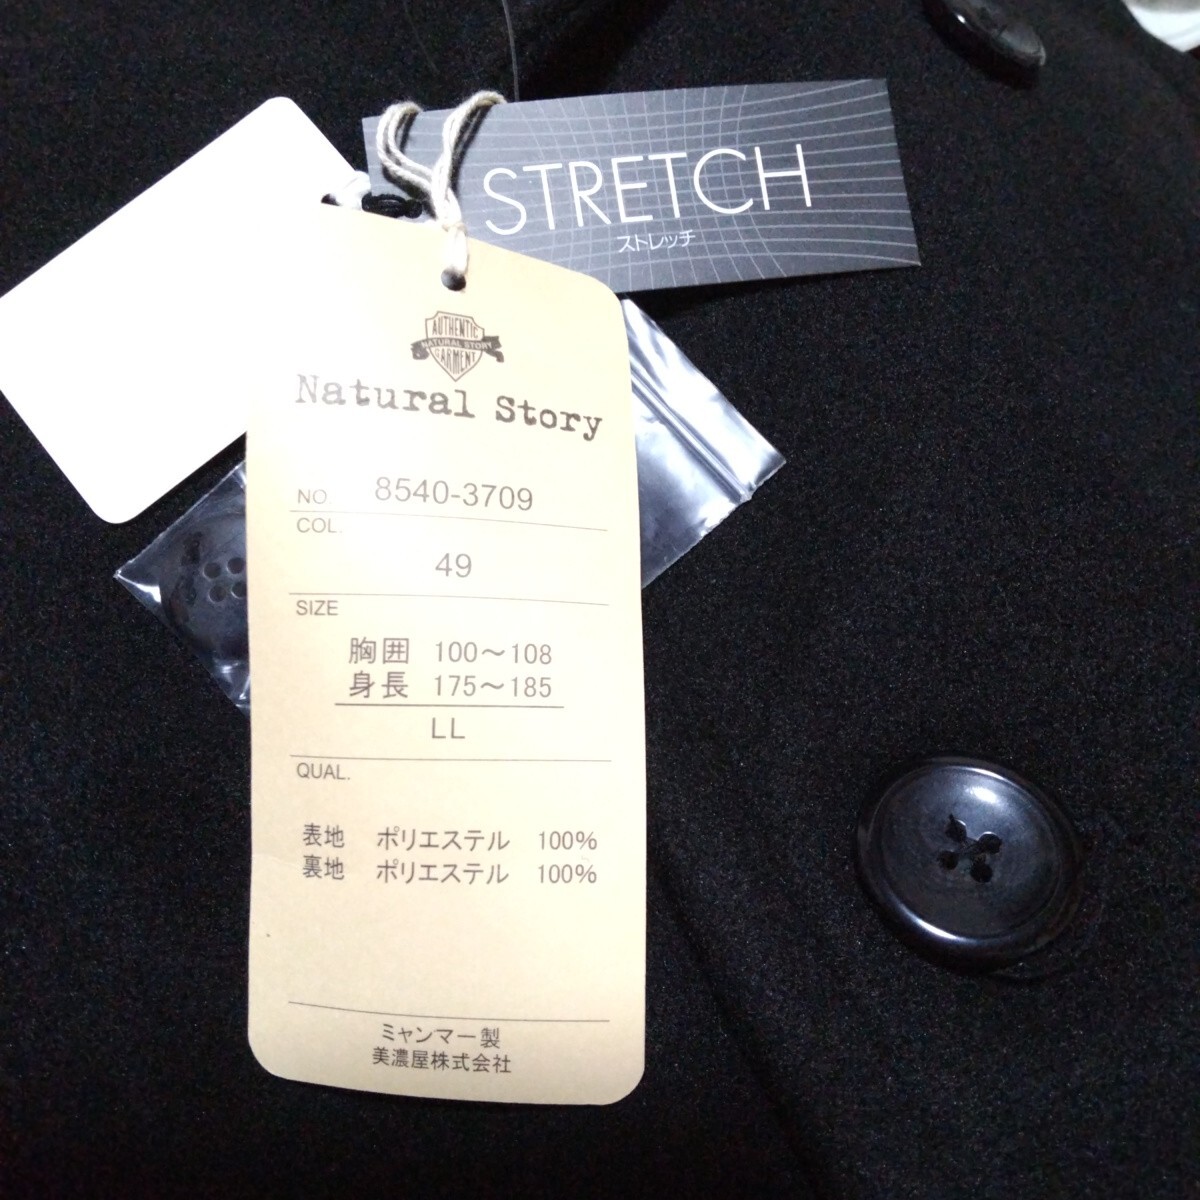 STRETCH
ストレッチ
AUTHENTIC
NATURAL STORY
GARMENT
Natural Story
NO. 8540-3709
COL.
49
SIZE
胸囲 100～108
身長 175～185
LL
QUAL.
表地 ポリエステル 100%
裏地 ポリエステル 100%
ミャンマー製
美濃屋株式会社